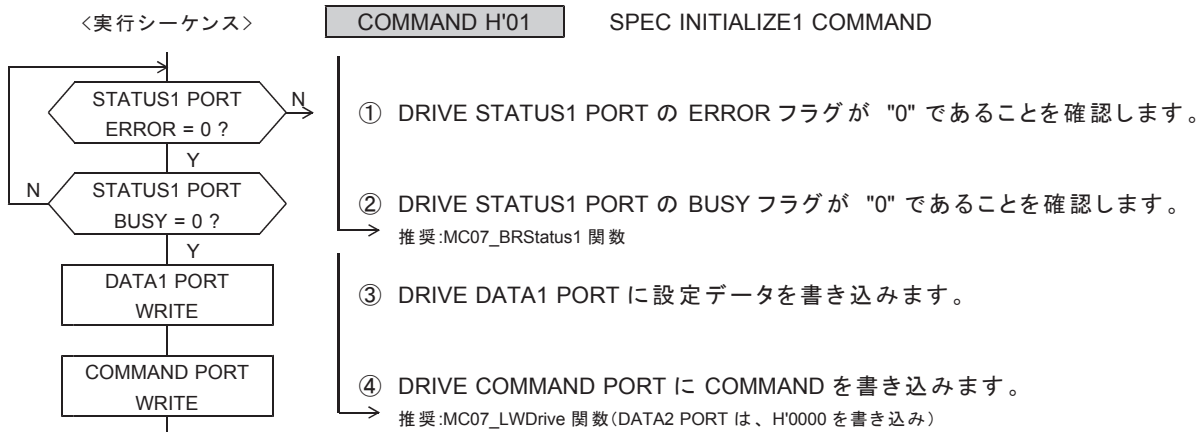 <実行シーケンス>
COMMAND H'01
SPEC INITIALIZE1 COMMAND
STATUS1 PORT
ERROR = 0 ?
N
Y
① DRIVE STATUS1 PORT の ERROR フラグが "0" であることを確認します。
N
STATUS1 PORT
BUSY = 0 ?
Y
② DRIVE STATUS1 PORT の BUSY フラグが "0" であることを確認します。
推奨:MC07_BRStatus1 関数
DATA1 PORT
WRITE
③ DRIVE DATA1 PORT に設定データを書き込みます。
COMMAND PORT
WRITE
④ DRIVE COMMAND PORT に COMMAND を書き込みます。
推奨:MC07_LWDrive 関数(DATA2 PORT は、H'0000 を書き込み)